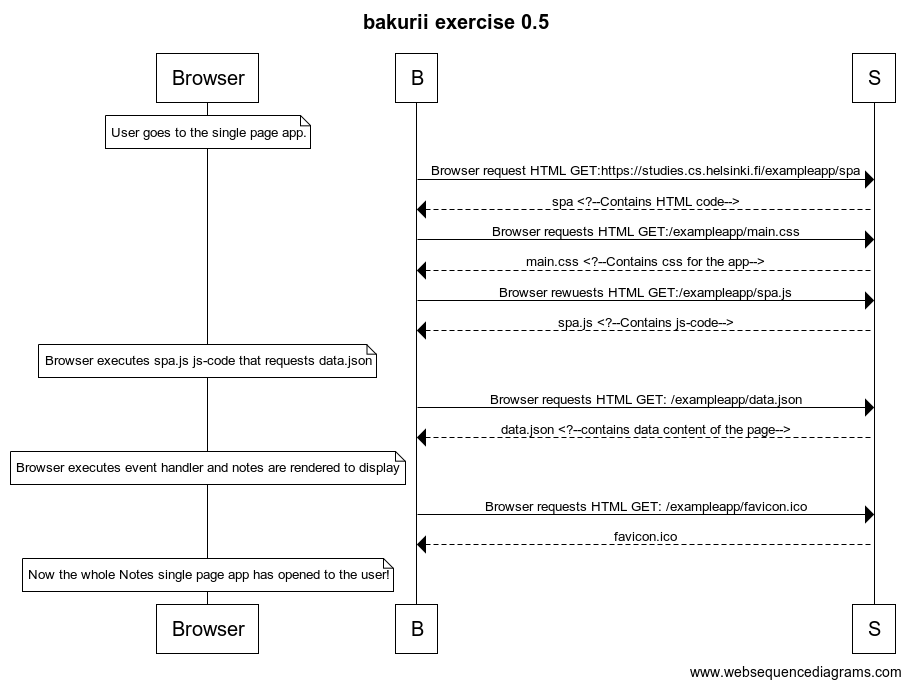 bakurii exercise 0.5
Browser B S
User goes to the single page app.
Browser request HTML GET:https://studies.cs.helsinki.fi/exampleapp/spa
spa <?--Contains HTML code-->
Browser requests HTML GET:/exampleapp/main.css
main.css <?--Contains css for the app-->
Browser rewuests HTML GET:/exampleapp/spa.js
spa.js <?--Contains js-code-->
Browser executes spa.js js-code that requests data.json
Browser requests HTML GET: /exampleapp/data.json
data.json <?--contains data content of the page-->
Browser executes event handler and notes are rendered to display
Browser requests HTML GET: /exampleapp/favicon.ico
favicon.ico
Now the whole Notes single page app has opened to the user!
Browser B S
www.websequencediagrams.com